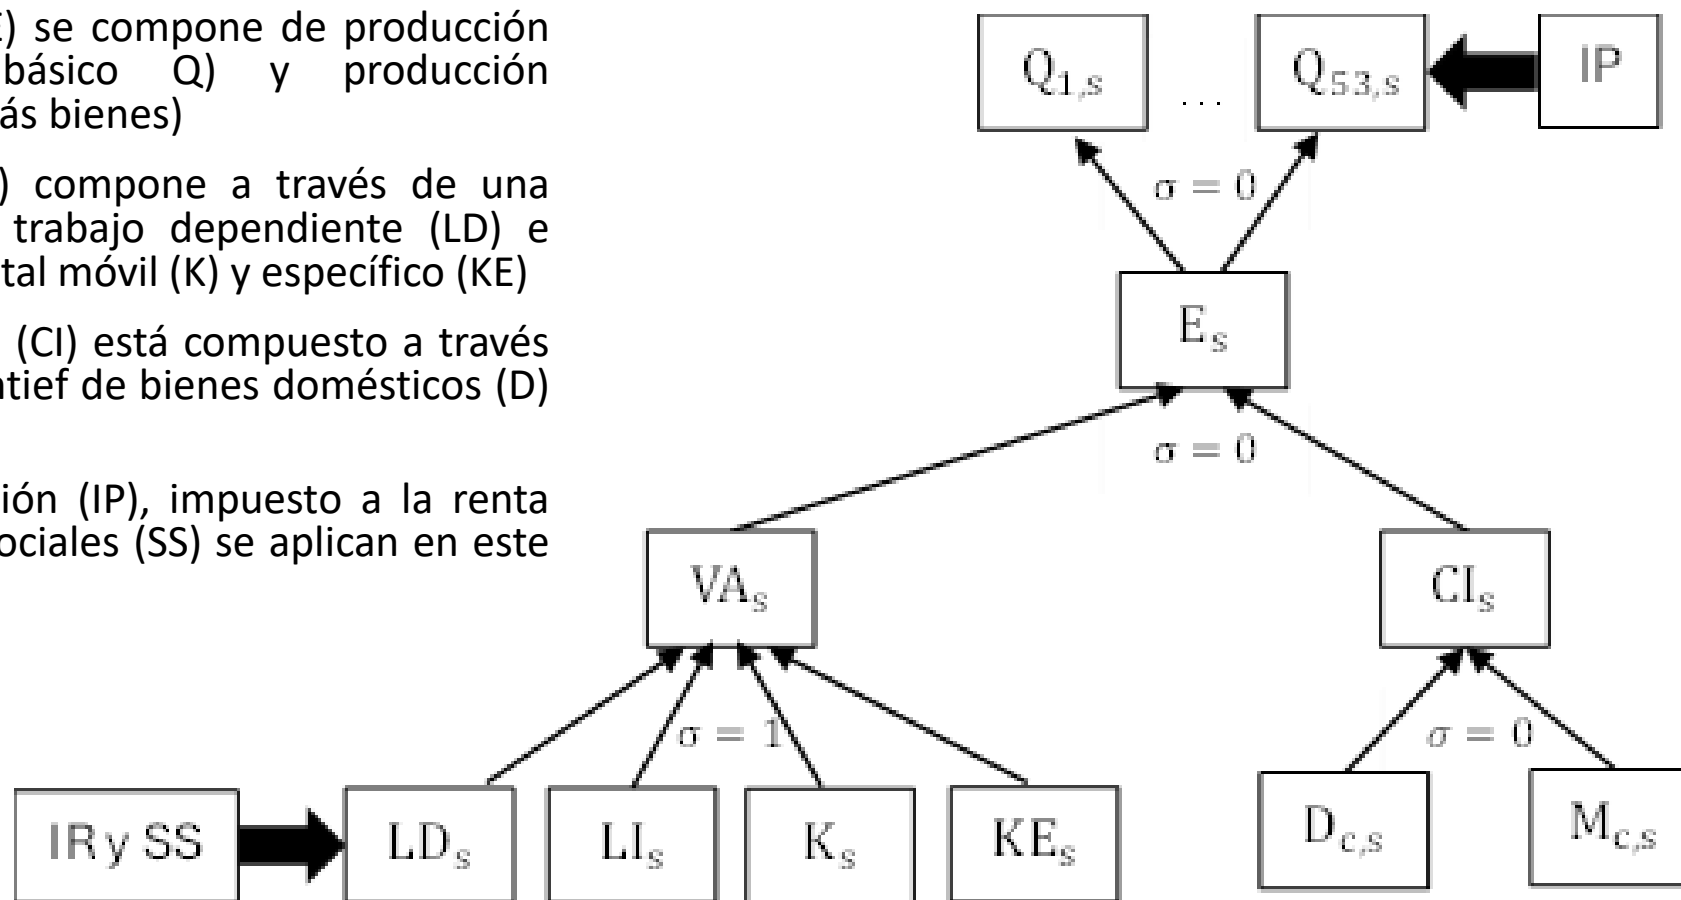 E) se compone de producción
básico Q) y producción
ás bienes)
) compone a través de una
trabajo dependiente (LD) e
tal móvil (K) y específico (KE)
(CI) está compuesto a través
ntief de bienes domésticos (D)
ión (IP), impuesto a la renta
ociales (SS) se aplican en este
Q₁,ₛ
...
Q₅₃,ₛ
IP
σ = 0
Eₛ
σ = 0
VAₛ
CIₛ
σ = 1
σ = 0
IR y SS
LDₛ
LIₛ
Kₛ
KEₛ
D_c,s
M_c,s